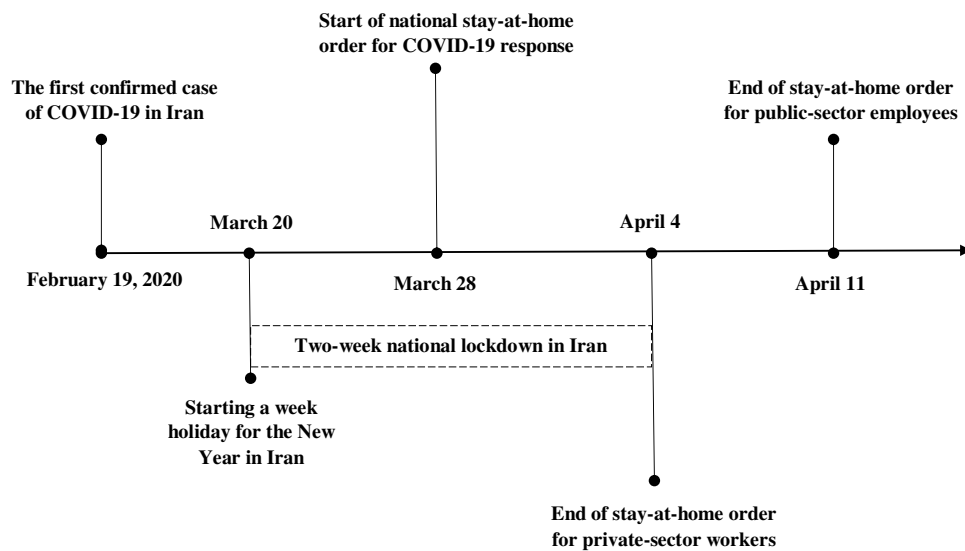 Start of national stay-at-home
order for COVID-19 response
The first confirmed case
of COVID-19 in Iran
End of stay-at-home order
for public-sector employees
March 20
April 4
February 19, 2020
March 28
April 11
Two-week national lockdown in Iran
Starting a week
holiday for the New
Year in Iran
End of stay-at-home order
for private-sector workers